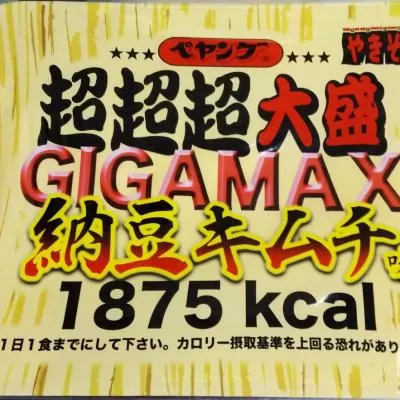 ★★★ペヤング®★★★
やきそ
超超超大盛
GIGAMAX
納豆キムチ味
1875 kcal
1日1食までにして下さい。カロリー摂取基準を上回る恐れがあり